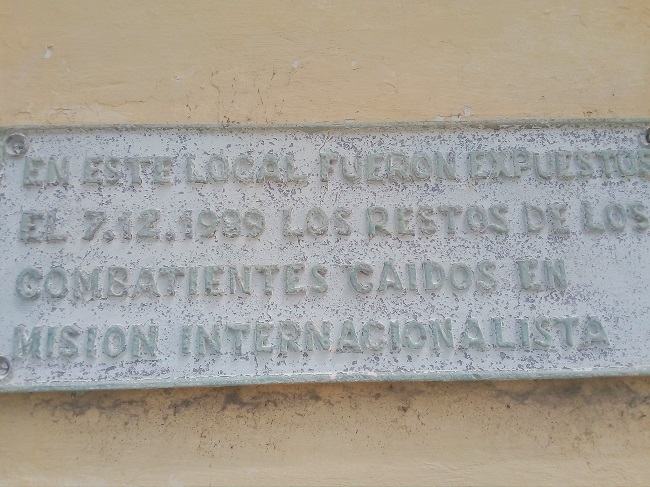 EN ESTE LOCAL FUERON EXPUESTOS
EL 7.12.1989 LOS RESTOS DE LOS
COMBATIENTES CAIDOS EN
MISION INTERNACIONALISTA